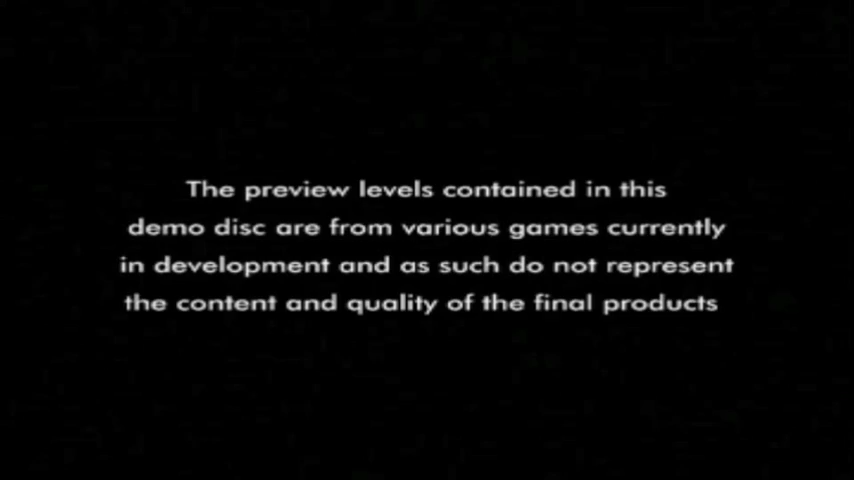 The preview levels contained in this
demo disc are from various games currently
in development and as such do not represent
the content and quality of the final products